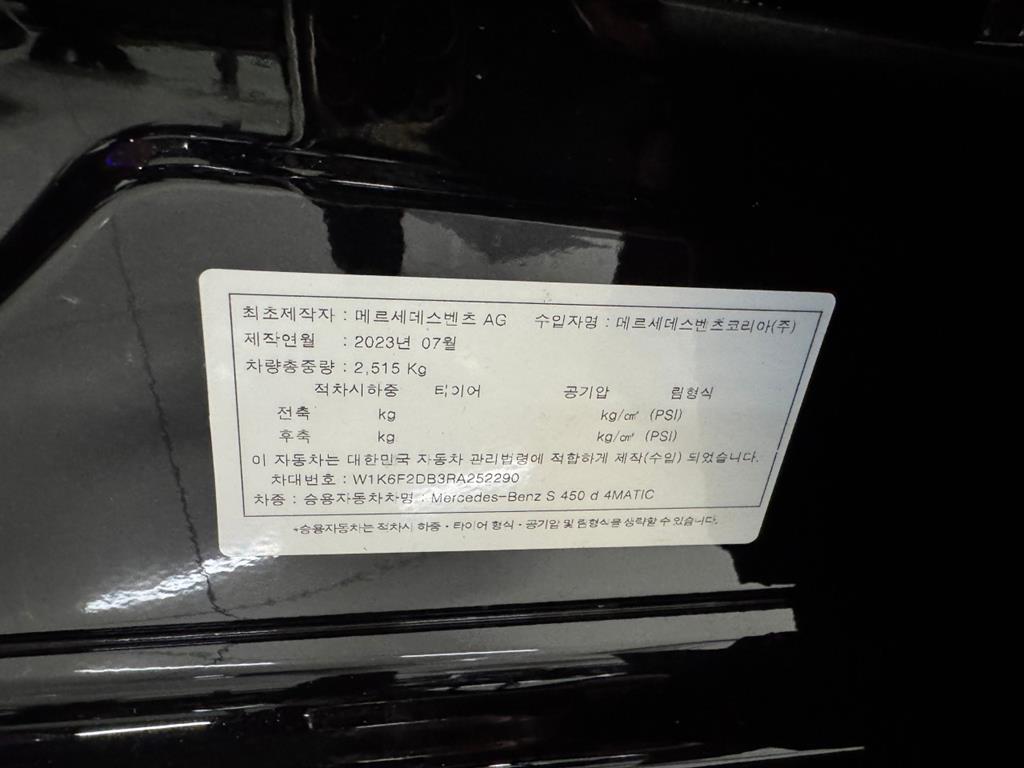 최초제작자 : 메르세데스벤츠 AG 수입자명 : 메르세데스벤츠코리아(주)
제작연월 : 2023년 07월
차량총중량 : 2,515 Kg
적차시하중 타이어 공기압 림형식
전축 kg kg/㎠ (PSI)
후축 kg kg/㎠ (PSI)
이 자동차는 대한민국 자동차 관리법령에 적합하게 제작(수입) 되었습니다.
차대번호 : W1K6F2DB3RA252290
차종 : 승용자동차차명 : Mercedes-Benz S 450 d 4MATIC
*승용자동차는 적차시 하중·타이어 형식·공기압 및 림형식을 생략할 수 있습니다.